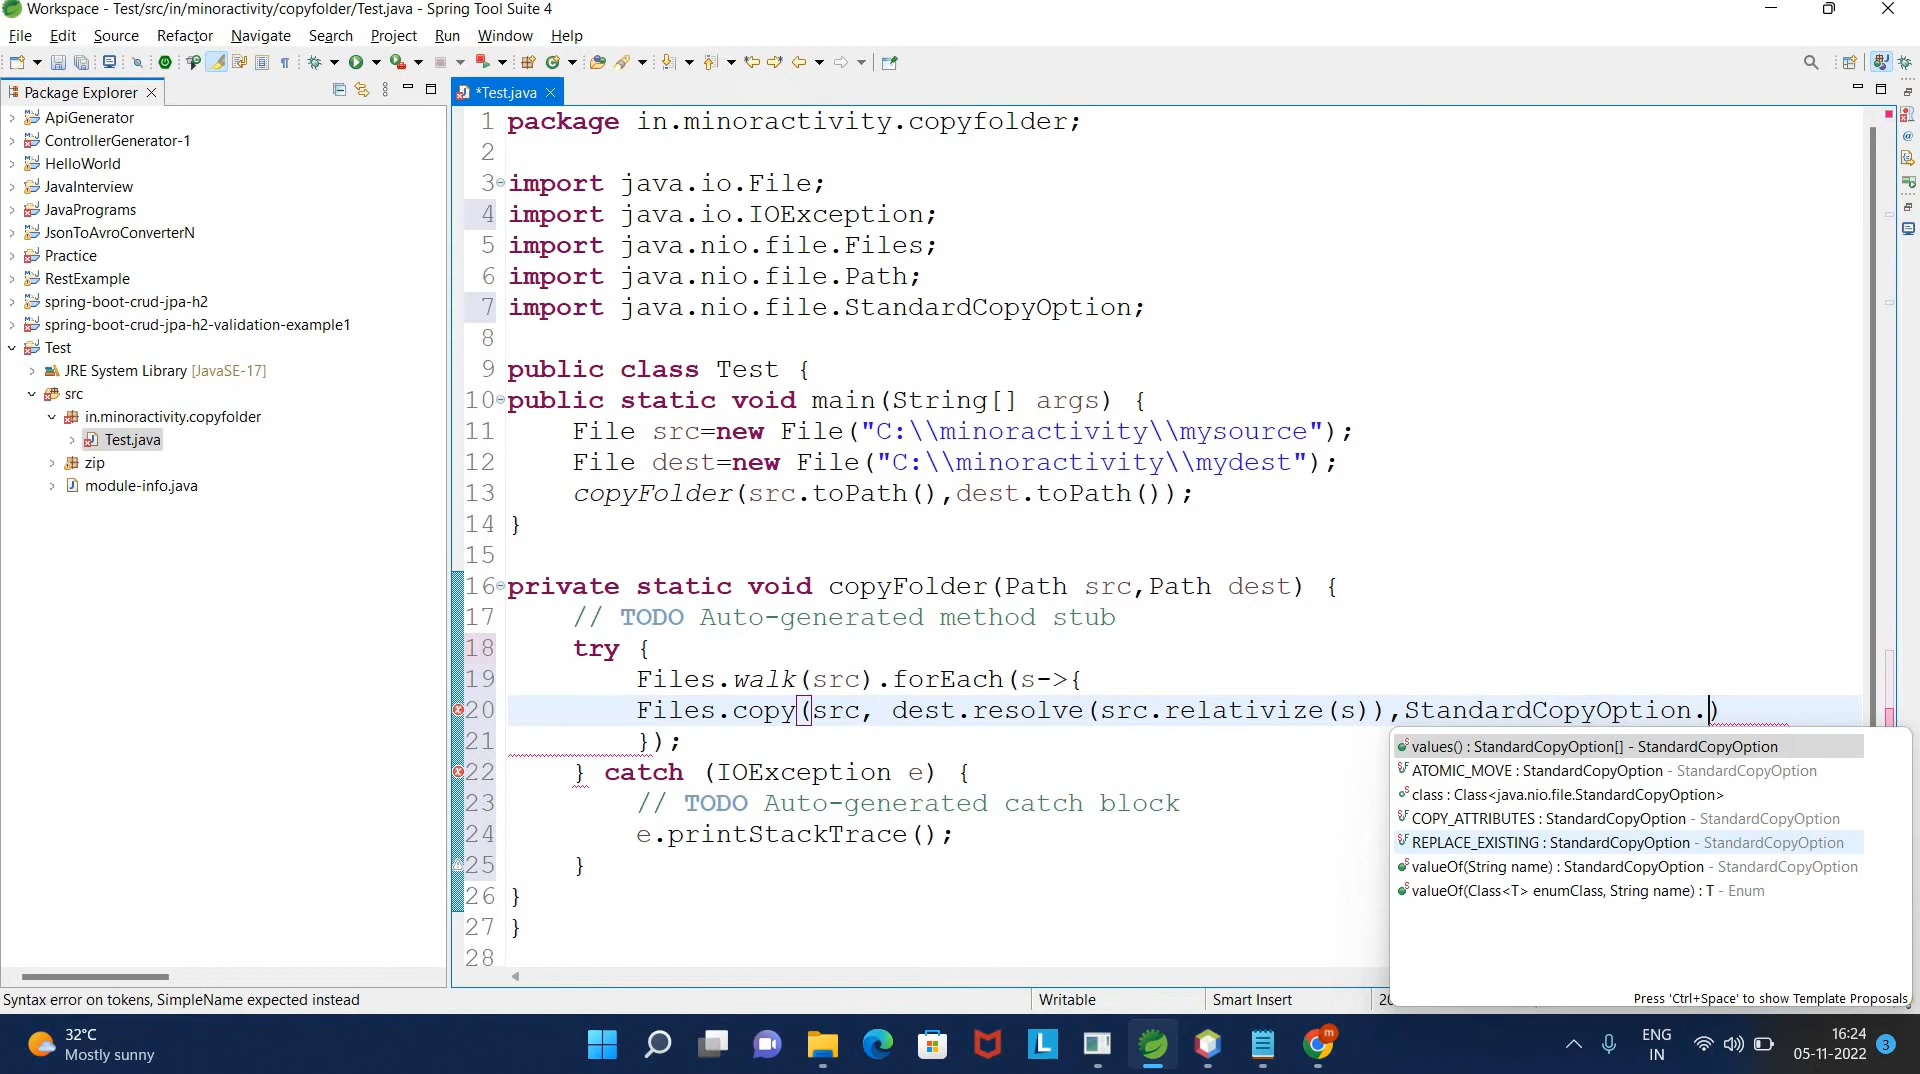 Workspace - Test/src/in/minoractivity/copyfolder/Test.java - Spring Tool Suite 4
File Edit Source Refactor Navigate Search Project Run Window Help
Package Explorer
ApiGenerator
ControllerGenerator-1
HelloWorld
JavaInterview
JavaPrograms
JsonToAvroConverterN
Practice
RestExample
spring-boot-crud-jpa-h2
spring-boot-crud-jpa-h2-validation-example1
Test
JRE System Library [JavaSE-17]
src
in.minoractivity.copyfolder
Test.java
zip
module-info.java
*Test.java
1 package in.minoractivity.copyfolder;
2
3 import java.io.File;
4 import java.io.IOException;
5 import java.nio.file.Files;
6 import java.nio.file.Path;
7 import java.nio.file.StandardCopyOption;
8
9 public class Test {
10 public static void main(String[] args) {
11 File src=new File("C:\\minoractivity\\mysource");
12 File dest=new File("C:\\minoractivity\\mydest");
13 copyFolder(src.toPath(),dest.toPath());
14 }
15
16 private static void copyFolder(Path src,Path dest) {
17 // TODO Auto-generated method stub
18 try {
19 Files.walk(src).forEach(s->{
20 Files.copy(src, dest.resolve(src.relativize(s)),StandardCopyOption.)
21 });
22 } catch (IOException e) {
23 // TODO Auto-generated catch block
24 e.printStackTrace();
25 }
26 }
27 }
28
values() : StandardCopyOption[] - StandardCopyOption
ATOMIC_MOVE : StandardCopyOption - StandardCopyOption
class : Class<java.nio.file.StandardCopyOption>
COPY_ATTRIBUTES : StandardCopyOption - StandardCopyOption
REPLACE_EXISTING : StandardCopyOption - StandardCopyOption
valueOf(String name) : StandardCopyOption - StandardCopyOption
valueOf(Class<T> enumClass, String name) : T - Enum
Press 'Ctrl+Space' to show Template Proposals
Syntax error on tokens, SimpleName expected instead
Writable
Smart Insert
20
32°C
Mostly sunny
ENG
IN
16:24
05-11-2022
3